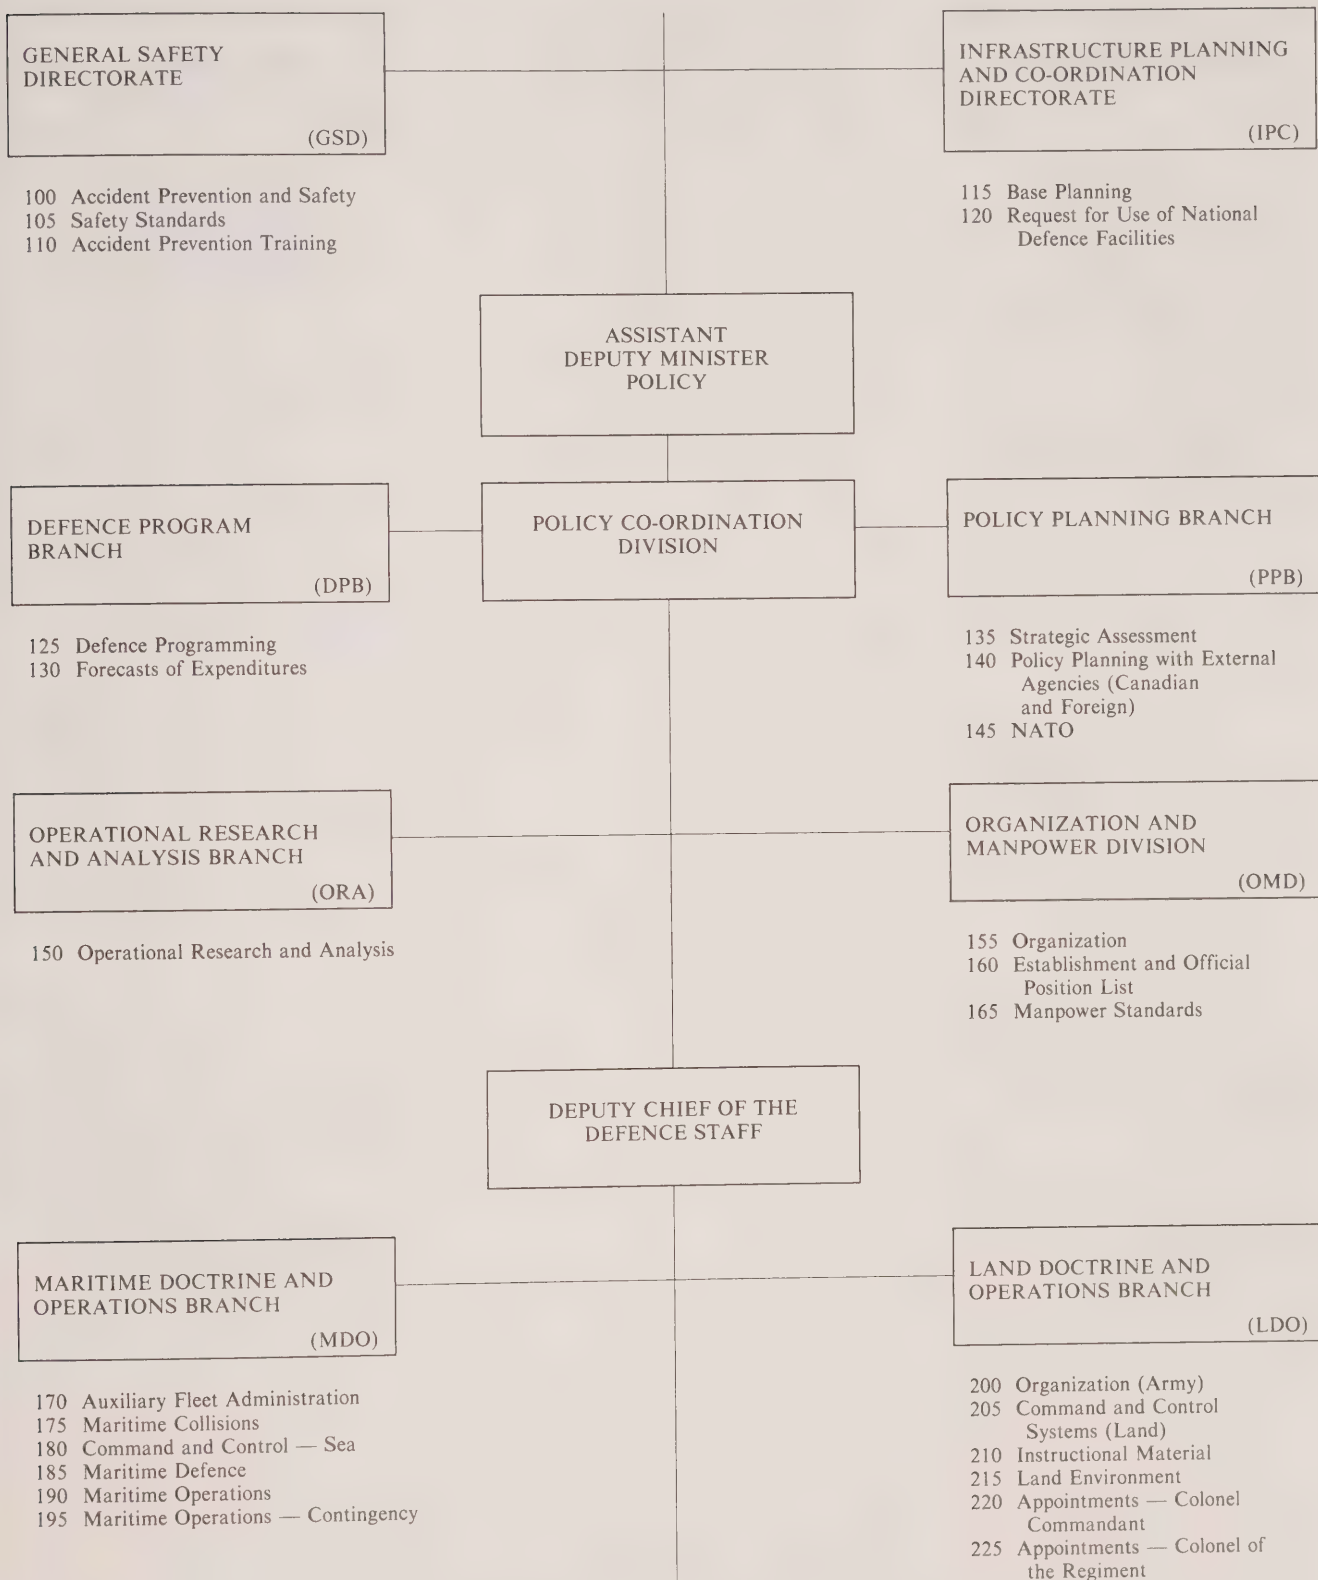 GENERAL SAFETY
DIRECTORATE
(GSD)
100 Accident Prevention and Safety
105 Safety Standards
110 Accident Prevention Training
INFRASTRUCTURE PLANNING
AND CO-ORDINATION
DIRECTORATE
(IPC)
115 Base Planning
120 Request for Use of National
Defence Facilities
ASSISTANT
DEPUTY MINISTER
POLICY
DEFENCE PROGRAM
BRANCH
(DPB)
125 Defence Programming
130 Forecasts of Expenditures
POLICY CO-ORDINATION
DIVISION
POLICY PLANNING BRANCH
(PPB)
135 Strategic Assessment
140 Policy Planning with External
Agencies (Canadian
and Foreign)
145 NATO
OPERATIONAL RESEARCH
AND ANALYSIS BRANCH
(ORA)
150 Operational Research and Analysis
ORGANIZATION AND
MANPOWER DIVISION
(OMD)
155 Organization
160 Establishment and Official
Position List
165 Manpower Standards
DEPUTY CHIEF OF THE
DEFENCE STAFF
MARITIME DOCTRINE AND
OPERATIONS BRANCH
(MDO)
170 Auxiliary Fleet Administration
175 Maritime Collisions
180 Command and Control — Sea
185 Maritime Defence
190 Maritime Operations
195 Maritime Operations — Contingency
LAND DOCTRINE AND
OPERATIONS BRANCH
(LDO)
200 Organization (Army)
205 Command and Control
Systems (Land)
210 Instructional Material
215 Land Environment
220 Appointments — Colonel
Commandant
225 Appointments — Colonel of
the Regiment